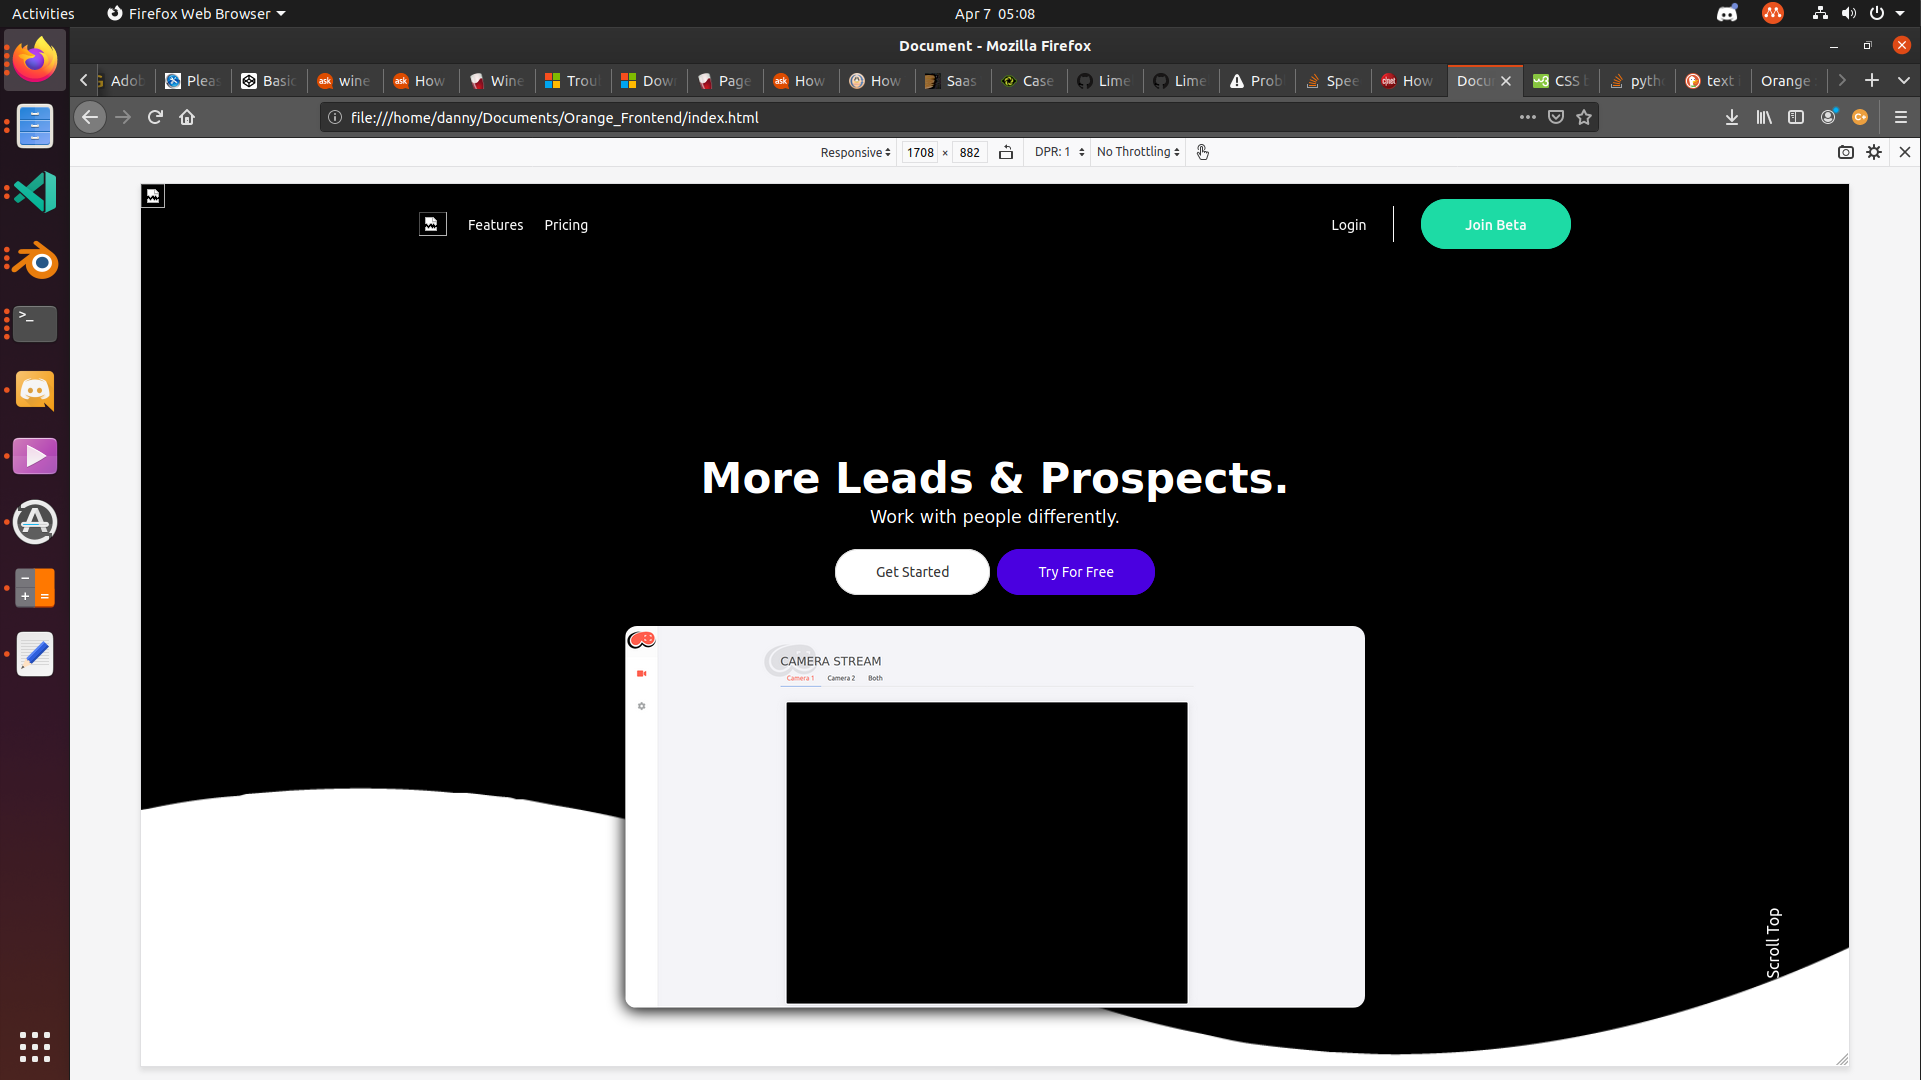 Activities
Firefox Web Browser
Apr 7 05:08
Document - Mozilla Firefox
Adob
Pleas
Basic
wine
How
Wine
Trou
Dow
Page
How
How
Saas
Case
Lime
Lime
Prob
Spee
How
Docu
CSS b
pyth
text
Orange
file:///home/danny/Documents/Orange_Frontend/index.html
Responsive
1708 × 882
DPR: 1
No Throttling
Features
Pricing
Login
Join Beta
More Leads & Prospects.
Work with people differently.
Get Started
Try For Free
CAMERA STREAM
Camera 1
Camera 2
Both
Scroll Top